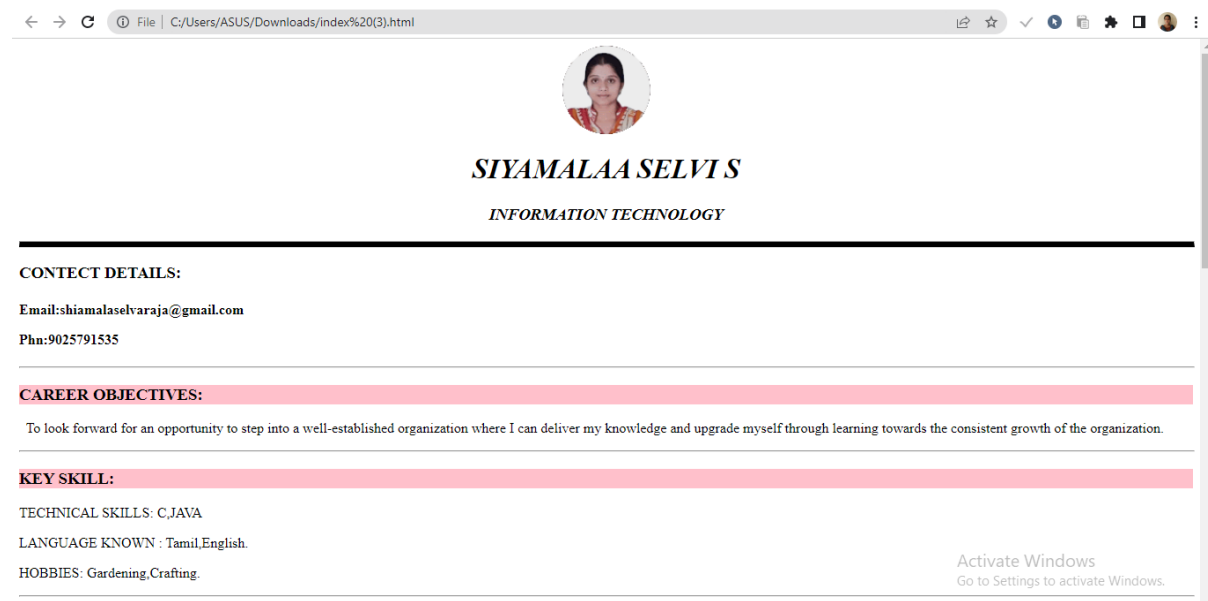 File | C:/Users/ASUS/Downloads/index%20(3).html
SIYAMALAA SELVI S
INFORMATION TECHNOLOGY
CONTECT DETAILS:
Email:shiamalaselvaraja@gmail.com
Phn:9025791535
CAREER OBJECTIVES:
To look forward for an opportunity to step into a well-established organization where I can deliver my knowledge and upgrade myself through learning towards the consistent growth of the organization.
KEY SKILL:
TECHNICAL SKILLS: C,JAVA
LANGUAGE KNOWN : Tamil,English.
HOBBIES: Gardening,Crafting.
Activate Windows
Go to Settings to activate Windows.